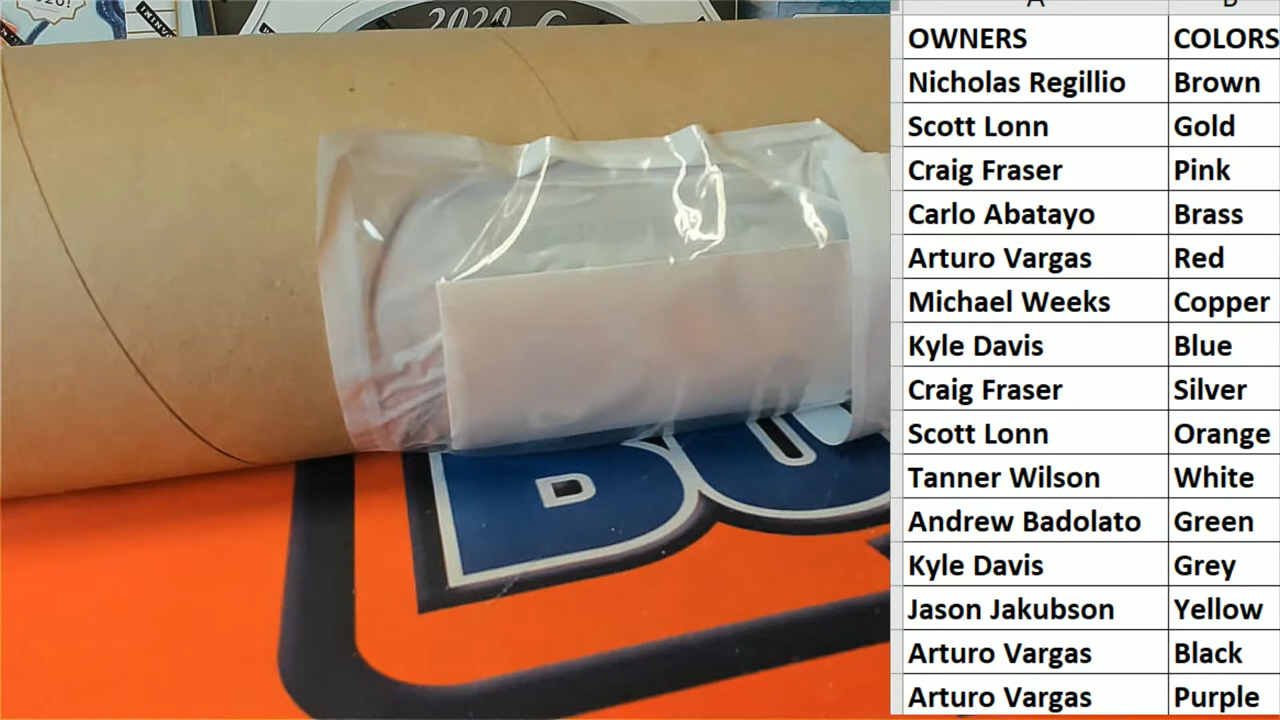 2020!
2020
A B
OWNERS COLORS
Nicholas Regillio Brown
Scott Lonn Gold
Craig Fraser Pink
Carlo Abatayo Brass
Arturo Vargas Red
Michael Weeks Copper
Kyle Davis Blue
Craig Fraser Silver
Scott Lonn Orange
Tanner Wilson White
Andrew Badolato Green
Kyle Davis Grey
Jason Jakubson Yellow
Arturo Vargas Black
Arturo Vargas Purple